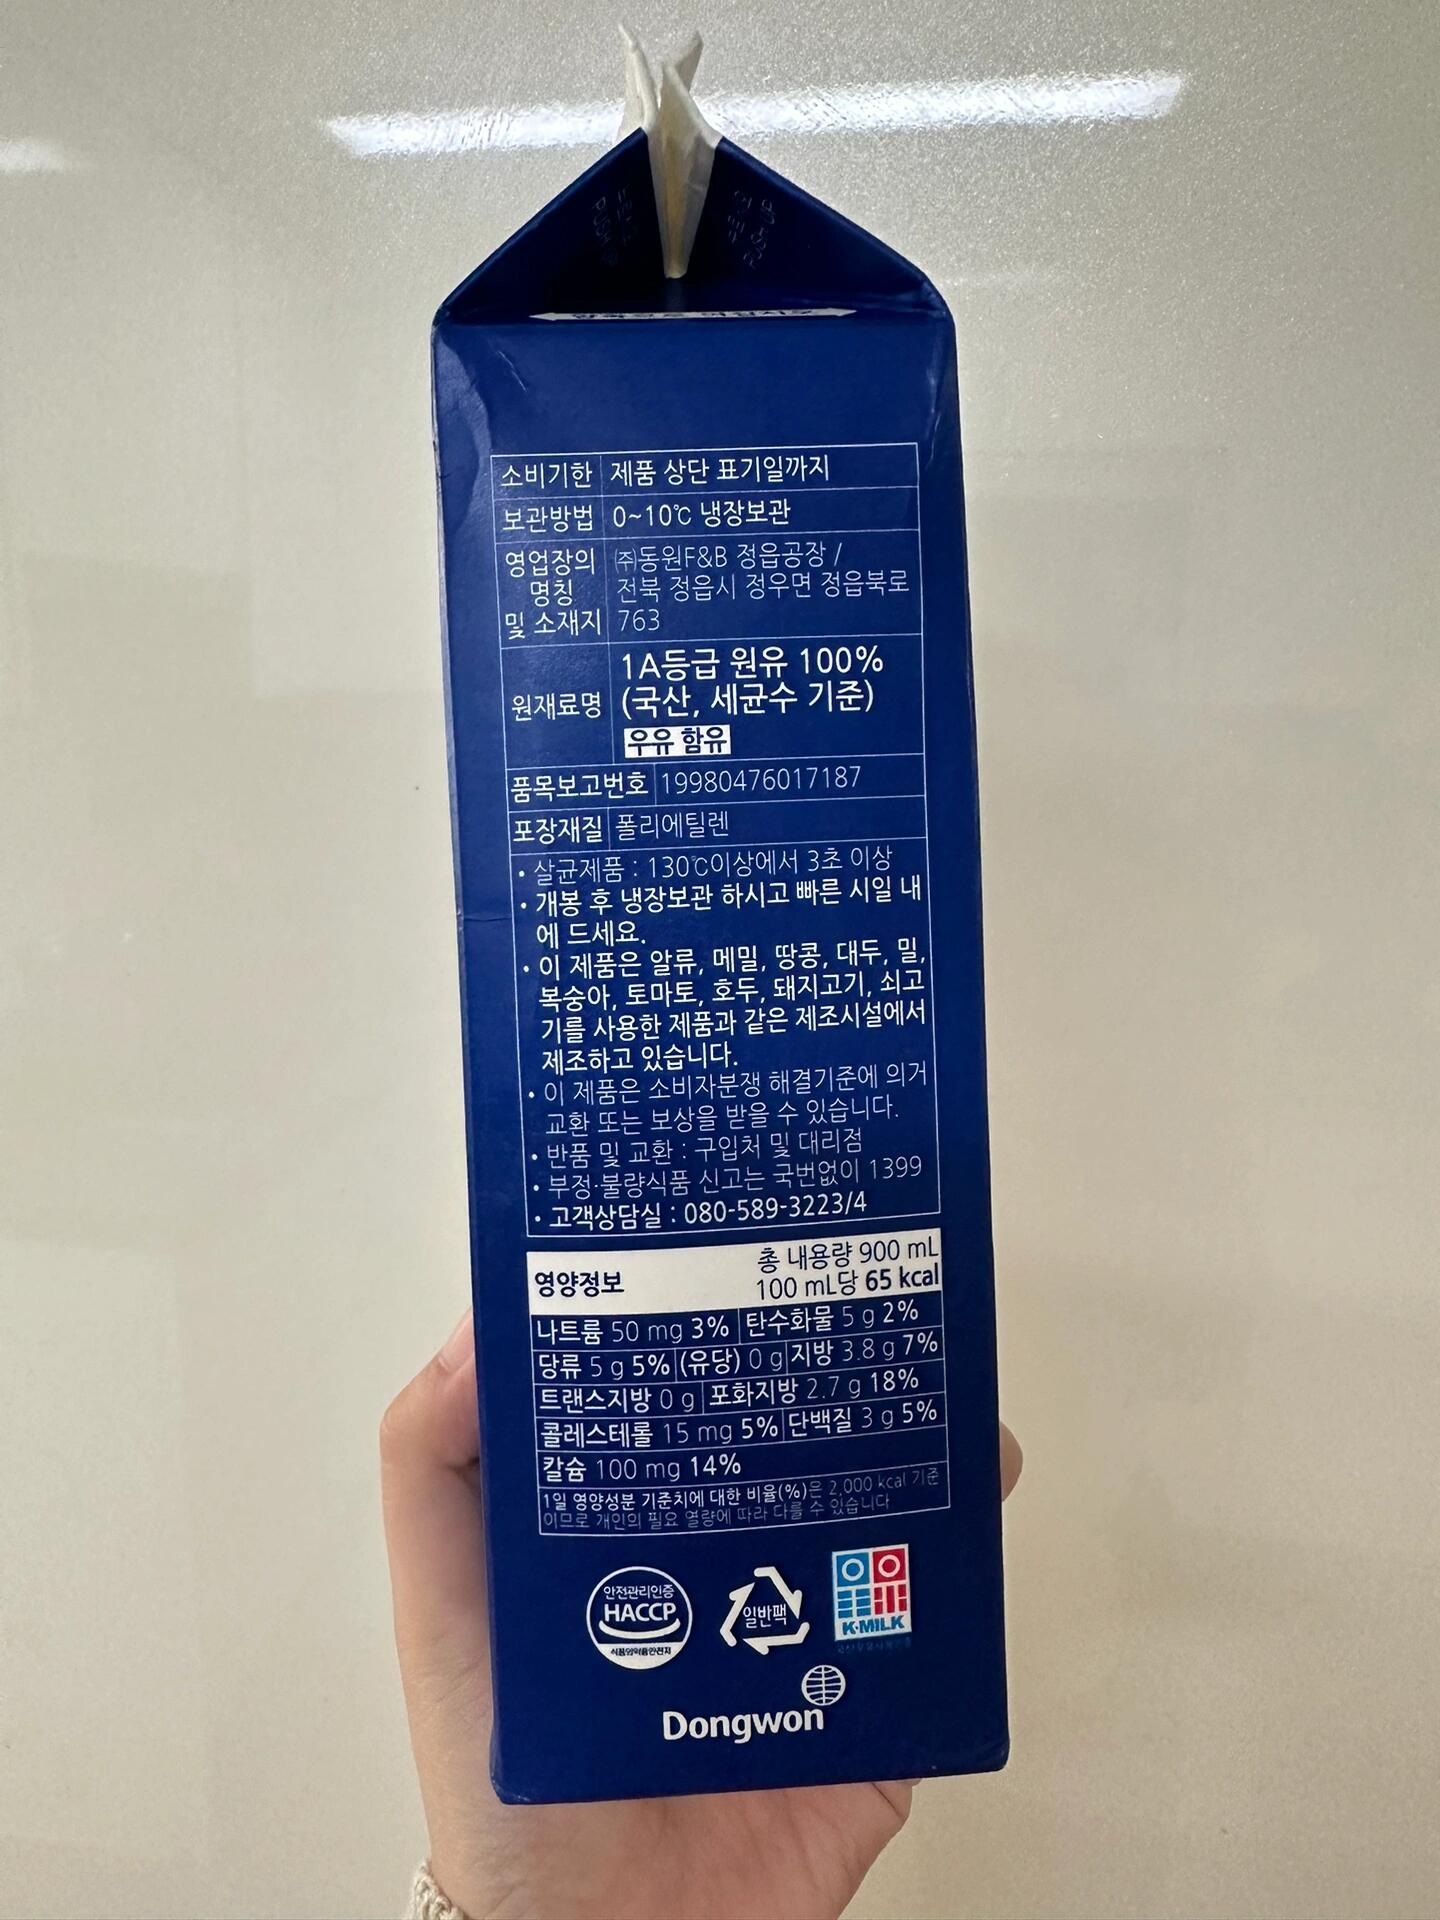 PUSH UP
소비기한 제품 상단 표기일까지
보관방법 0~10℃ 냉장보관
영업장의 명칭 및 소재지 ㈜동원F&B 정읍공장 /
전북 정읍시 정우면 정읍북로
763
원재료명 1A등급 원유 100%
(국산, 세균수 기준)
우유 함유
품목보고번호 19980476017187
포장재질 폴리에틸렌
• 살균제품 : 130℃이상에서 3초 이상
• 개봉 후 냉장보관 하시고 빠른 시일 내
에 드세요.
• 이 제품은 알류, 메밀, 땅콩, 대두, 밀,
복숭아, 토마토, 호두, 돼지고기, 쇠고
기를 사용한 제품과 같은 제조시설에서
제조하고 있습니다.
• 이 제품은 소비자분쟁 해결기준에 의거
교환 또는 보상을 받을 수 있습니다.
• 반품 및 교환 : 구입처 및 대리점
• 부정·불량식품 신고는 국번없이 1399
• 고객상담실 : 080-589-3223/4
영양정보
총 내용량 900 mL
100 mL당 65 kcal
나트륨 50 mg 3% 탄수화물 5 g 2%
당류 5 g 5% (유당) 0 g 지방 3.8 g 7%
트랜스지방 0 g 포화지방 2.7 g 18%
콜레스테롤 15 mg 5% 단백질 3 g 5%
칼슘 100 mg 14%
1일 영양성분 기준치에 대한 비율(%)은 2,000 kcal 기준
이므로 개인의 필요 열량에 따라 다를 수 있습니다
안전관리인증
HACCP
식품의약품안전처
일반팩
우유
K·MILK
Dongwon